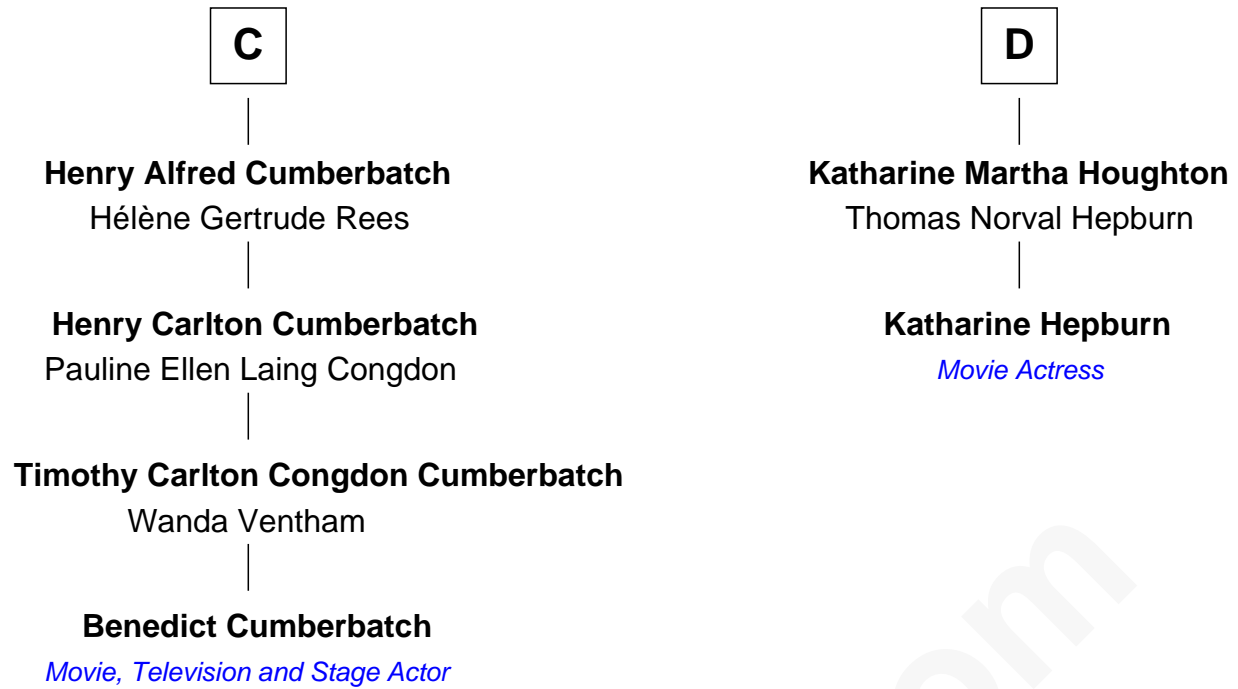 C
Henry Alfred Cumberbatch
Hélène Gertrude Rees
Henry Carlton Cumberbatch
Pauline Ellen Laing Congdon
Timothy Carlton Congdon Cumberbatch
Wanda Ventham
Benedict Cumberbatch
Movie, Television and Stage Actor
D
Katharine Martha Houghton
Thomas Norval Hepburn
Katharine Hepburn
Movie Actress
om